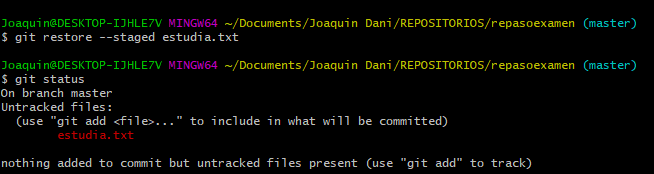 Joaquin@DESKTOP-IJHLE7V MINGW64 ~/Documents/Joaquin Dani/REPOSITORIOS/repasoexamen (master)
$ git restore --staged estudia.txt
Joaquin@DESKTOP-IJHLE7V MINGW64 ~/Documents/Joaquin Dani/REPOSITORIOS/repasoexamen (master)
$ git status
On branch master
Untracked files:
  (use "git add <file>..." to include in what will be committed)
        estudia.txt
nothing added to commit but untracked files present (use "git add" to track)